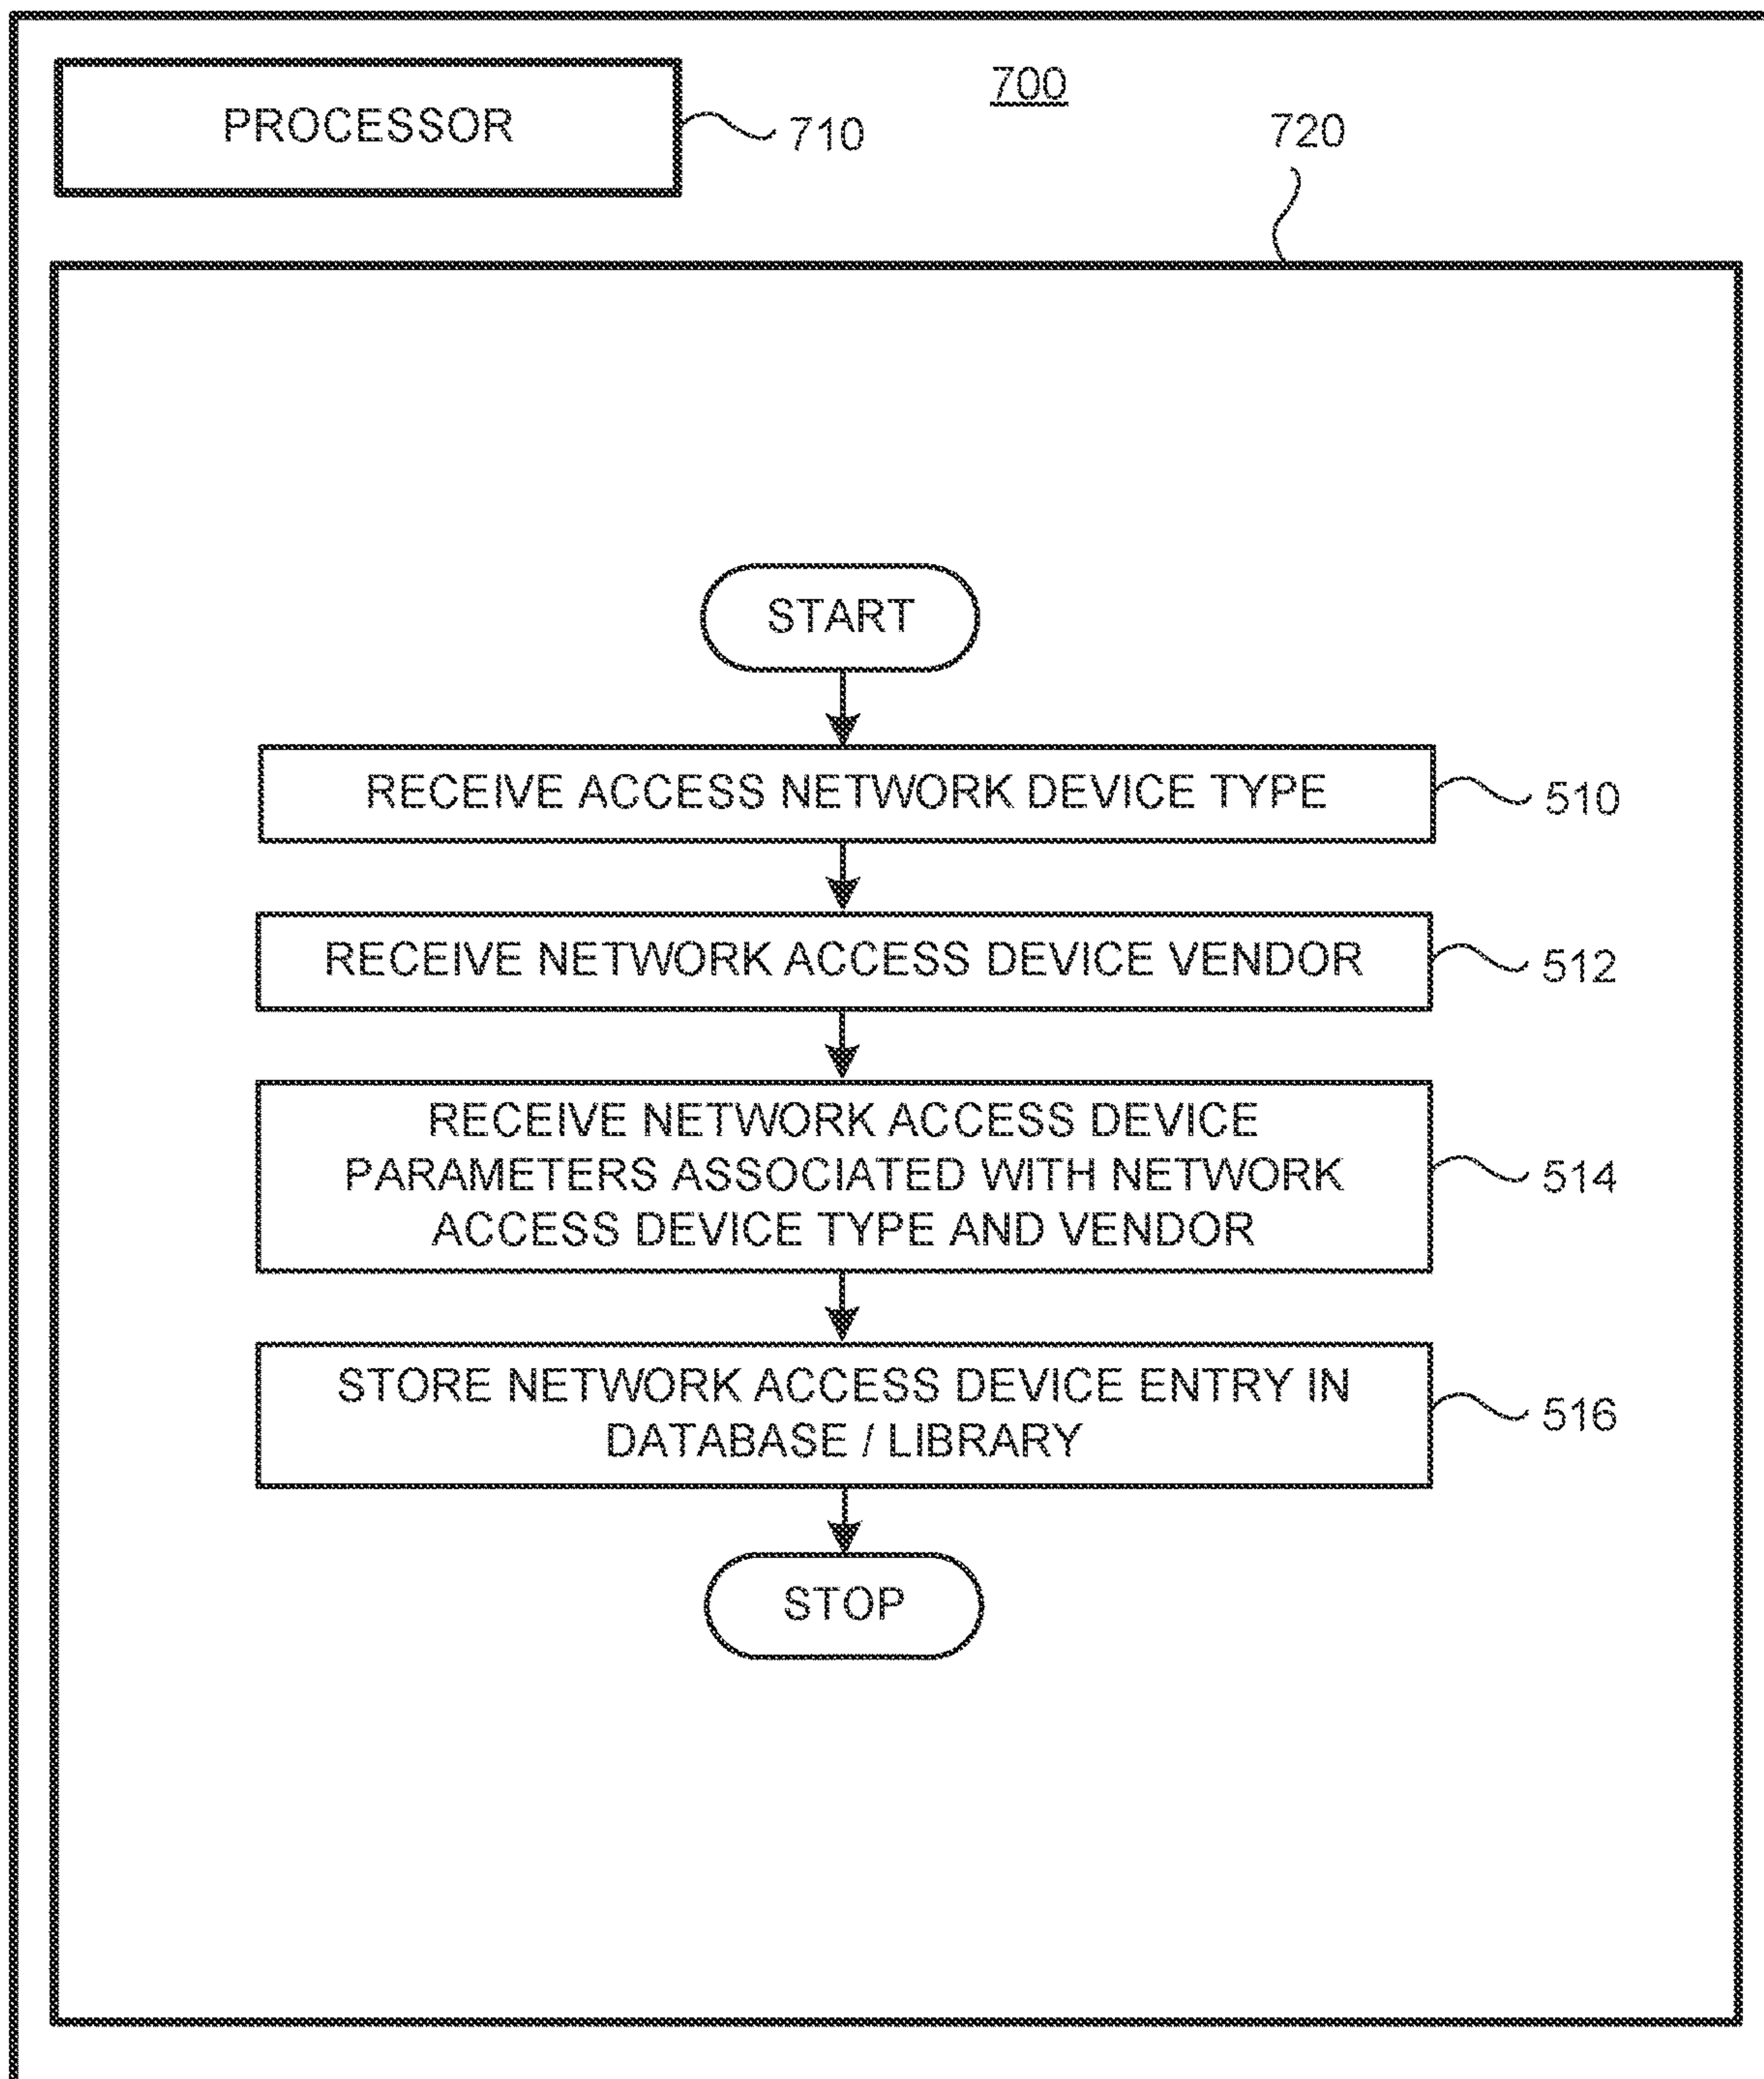 700
PROCESSOR
710
720
START
RECEIVE ACCESS NETWORK DEVICE TYPE
510
RECEIVE NETWORK ACCESS DEVICE VENDOR
512
RECEIVE NETWORK ACCESS DEVICE
PARAMETERS ASSOCIATED WITH NETWORK
ACCESS DEVICE TYPE AND VENDOR
514
STORE NETWORK ACCESS DEVICE ENTRY IN
DATABASE / LIBRARY
516
STOP